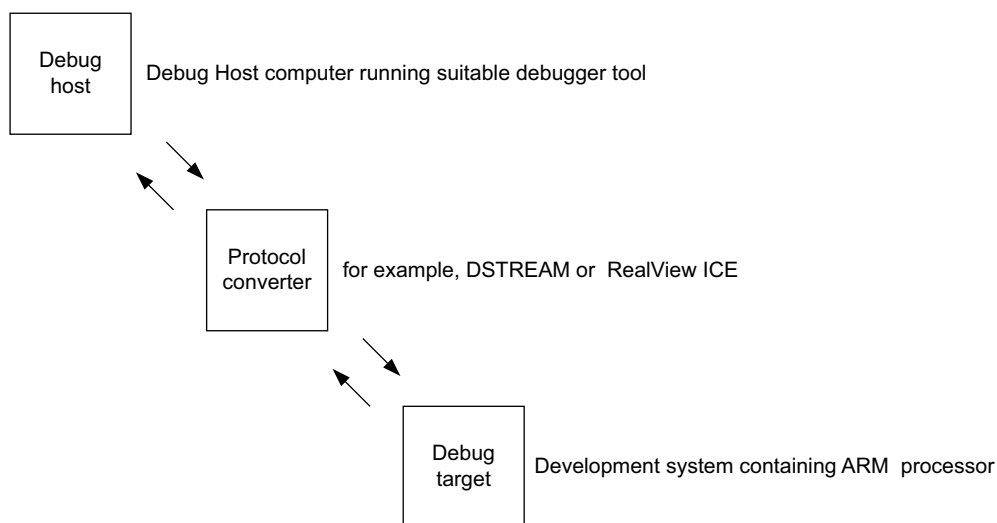 Debug
host
Debug Host computer running suitable debugger tool
Protocol
converter
for example, DSTREAM or RealView ICE
Debug
target
Development system containing ARM processor